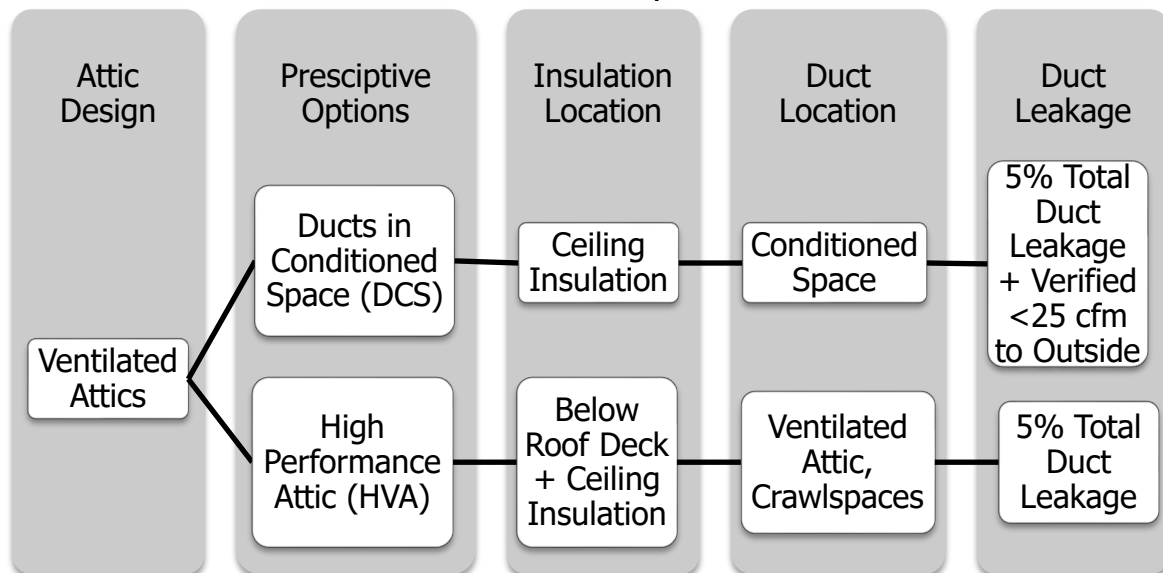 Attic
Design
Presciptive
Options
Insulation
Location
Duct
Location
Duct
Leakage
Ventilated
Attics
Ducts in
Conditioned
Space (DCS)
Ceiling
Insulation
Conditioned
Space
5% Total
Duct
Leakage
+ Verified
<25 cfm
to Outside
High
Performance
Attic (HVA)
Below
Roof Deck
+ Ceiling
Insulation
Ventilated
Attic,
Crawlspaces
5% Total
Duct
Leakage